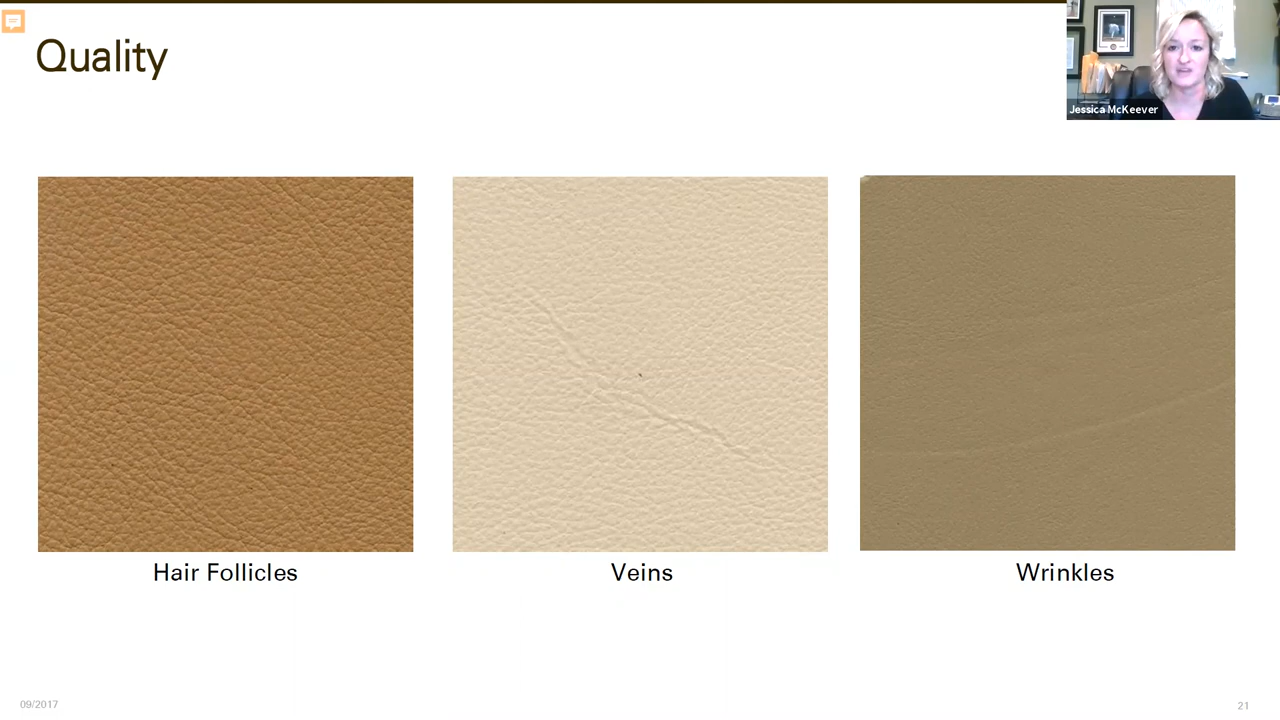 Quality
Jessica McKeever
Hair Follicles
Veins
Wrinkles
09/2017
21